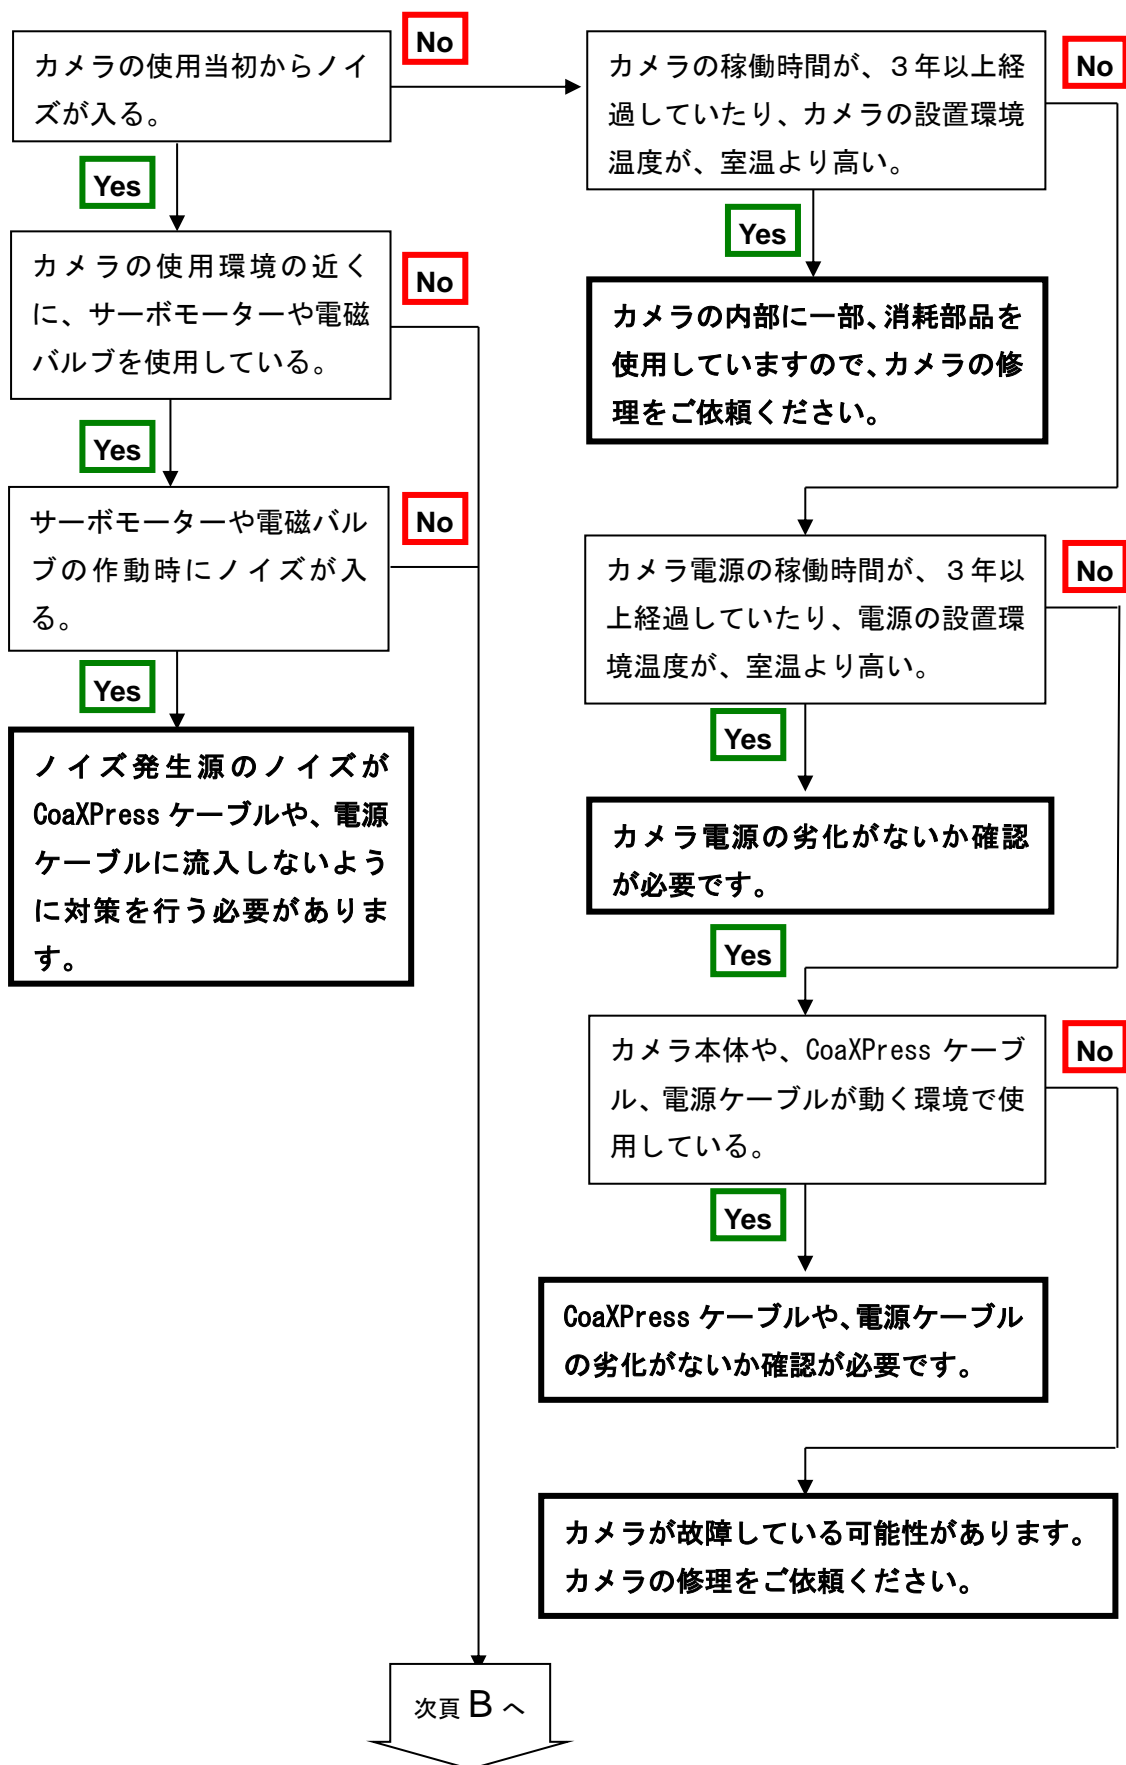 カメラの使用当初からノイ
ズが入る。
No
Yes
カメラの使用環境の近く
に、サーボモーターや電磁
バルブを使用している。
No
Yes
サーボモーターや電磁バル
ブの作動時にノイズが入
る。
No
Yes
ノイズ発生源のノイズが
CoaXPress ケーブルや、電源
ケーブルに流入しないよう
に対策を行う必要がありま
す。
カメラの稼働時間が、３年以上経
過していたり、カメラの設置環境
温度が、室温より高い。
No
Yes
カメラの内部に一部、消耗部品を
使用していますので、カメラの修
理をご依頼ください。
カメラ電源の稼働時間が、３年以
上経過していたり、電源の設置環
境温度が、室温より高い。
No
Yes
カメラ電源の劣化がないか確認
が必要です。
Yes
カメラ本体や、CoaXPress ケーブ
ル、電源ケーブルが動く環境で使
用している。
No
Yes
CoaXPress ケーブルや、電源ケーブル
の劣化がないか確認が必要です。
カメラが故障している可能性があります。
カメラの修理をご依頼ください。
次頁 B へ